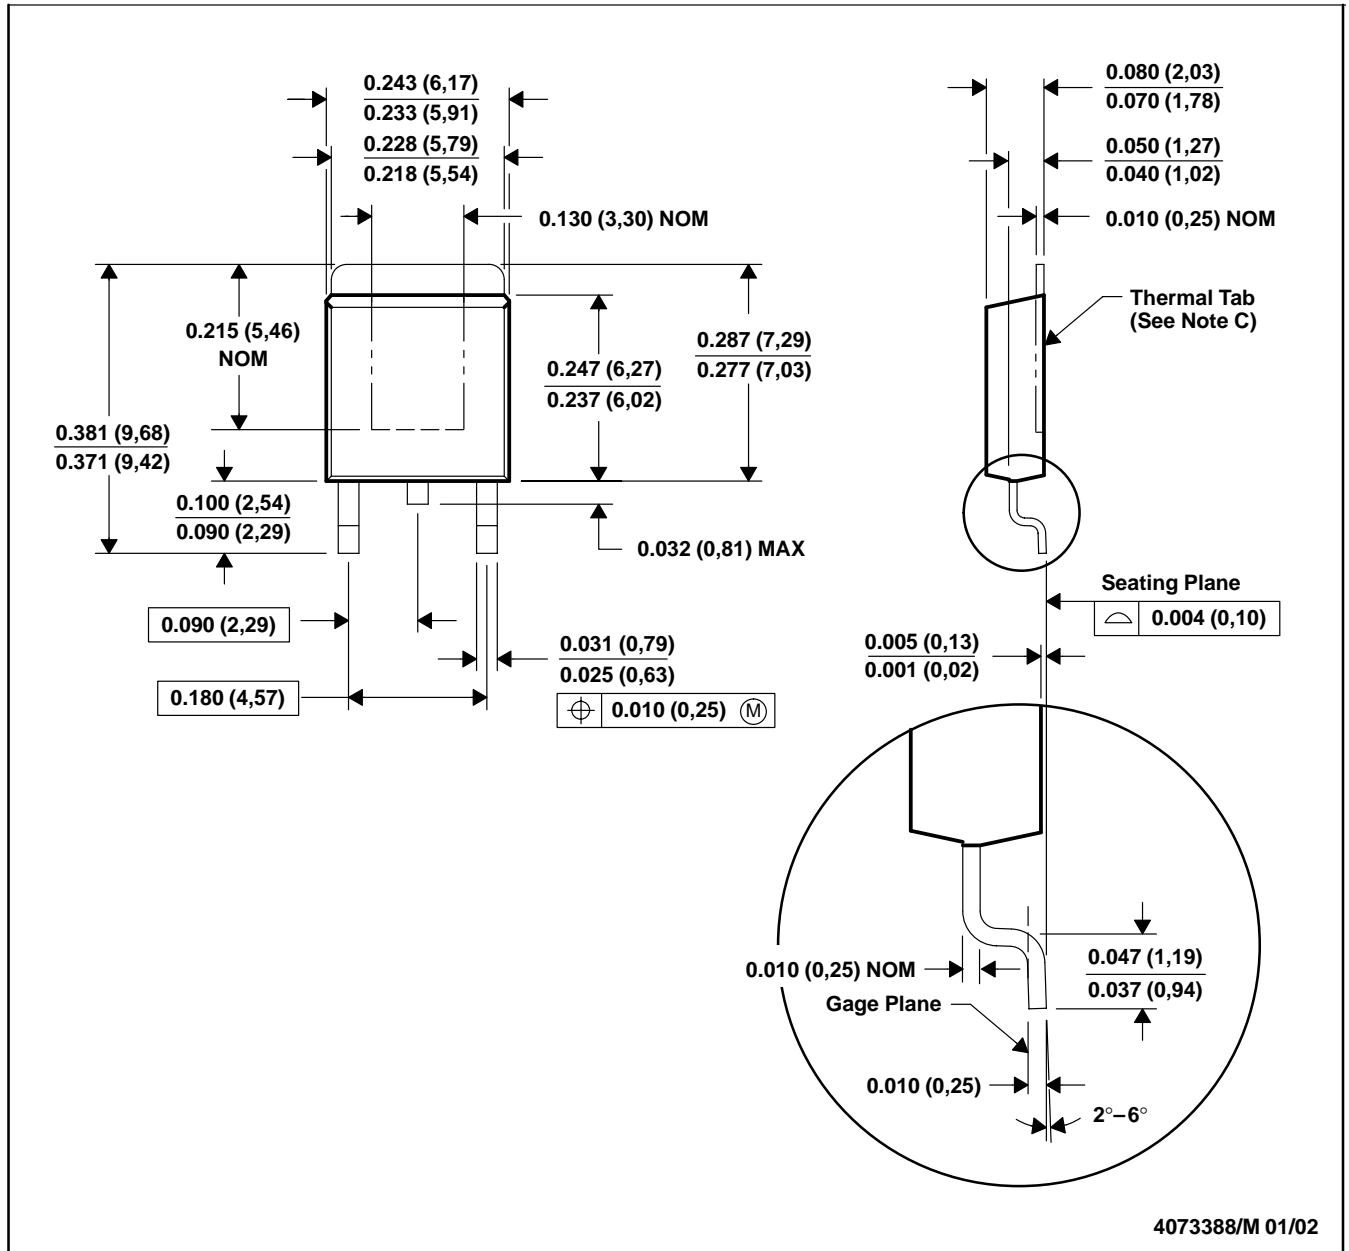 0.243 (6,17)
0.233 (5,91)
0.228 (5,79)
0.218 (5,54)
0.130 (3,30) NOM
0.215 (5,46)
NOM
0.247 (6,27)
0.237 (6,02)
0.287 (7,29)
0.277 (7,03)
0.381 (9,68)
0.371 (9,42)
0.100 (2,54)
0.090 (2,29)
0.032 (0,81) MAX
0.090 (2,29)
0.180 (4,57)
0.031 (0,79)
0.025 (0,63)
0.010 (0,25) Ⓜ
0.080 (2,03)
0.070 (1,78)
0.050 (1,27)
0.040 (1,02)
0.010 (0,25) NOM
Thermal Tab
(See Note C)
Seating Plane
0.004 (0,10)
0.005 (0,13)
0.001 (0,02)
0.010 (0,25) NOM
Gage Plane
0.010 (0,25)
0.047 (1,19)
0.037 (0,94)
2°–6°
4073388/M 01/02